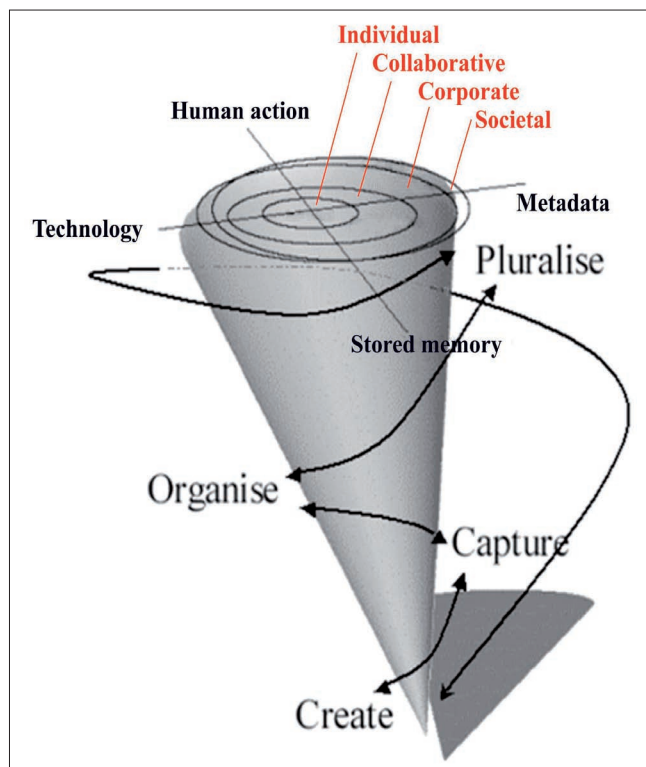 Individual
Collaborative
Corporate
Societal
Human action
Metadata
Technology
Pluralise
Stored memory
Organise
Capture
Create